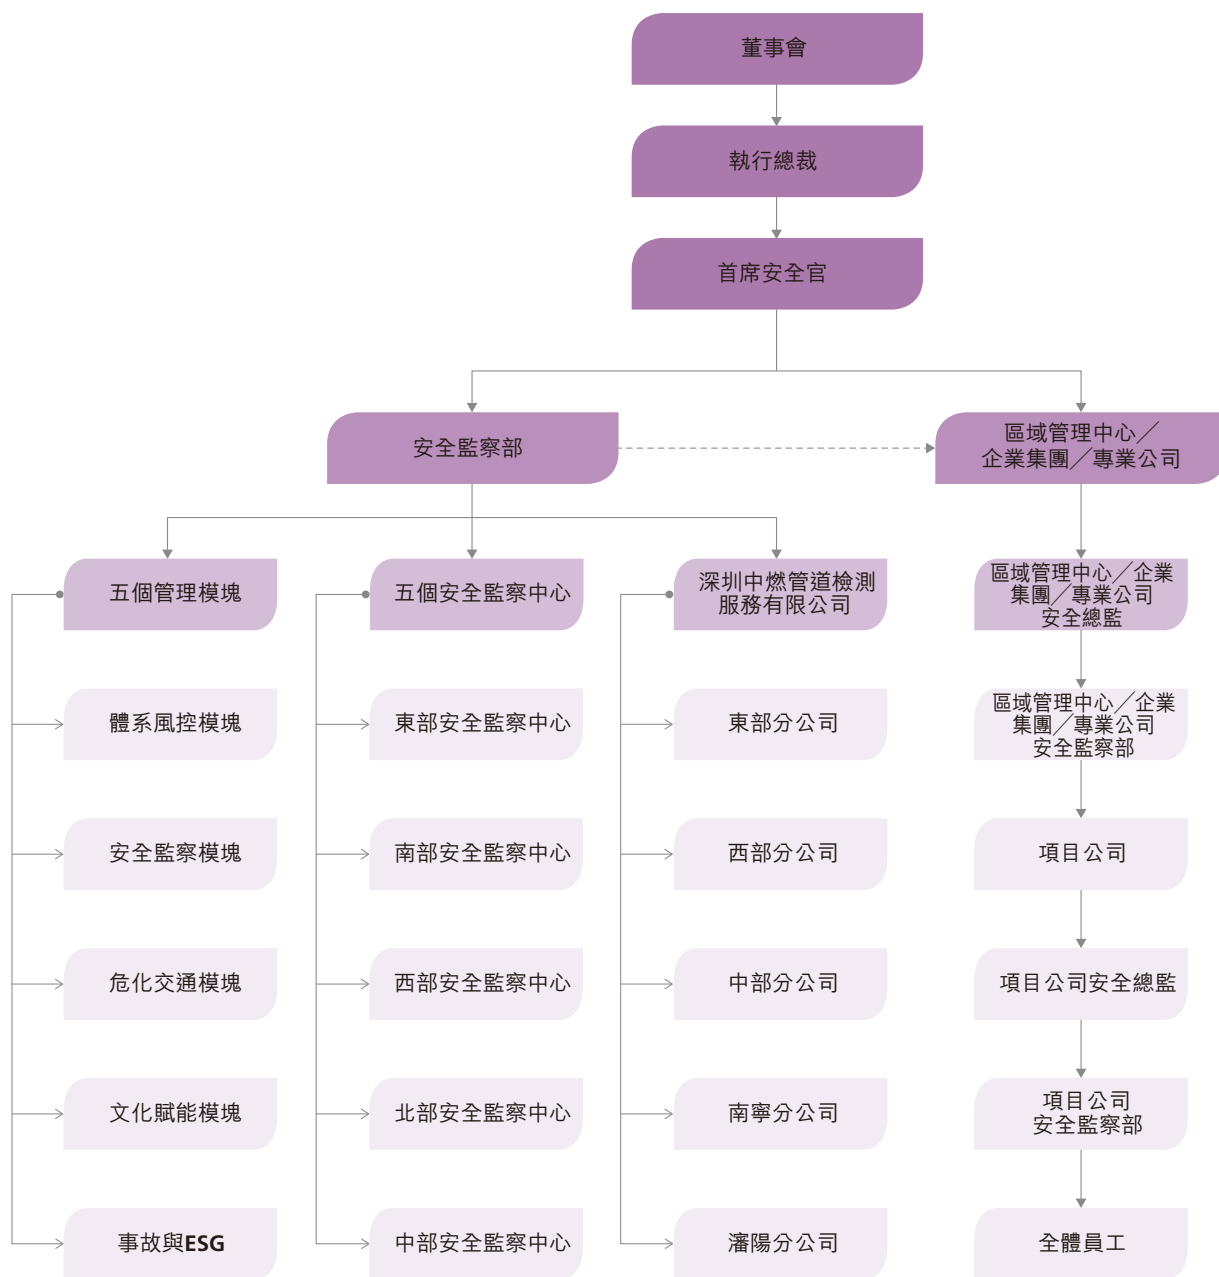 董事會
執行總裁
首席安全官
安全監察部
區域管理中心╱
企業集團╱專業公司
五個管理模塊
五個安全監察中心
深圳中燃管道檢測
服務有限公司
區域管理中心╱企業
集團╱專業公司
安全總監
體系風控模塊
東部安全監察中心
東部分公司
區域管理中心╱企業
集團╱專業公司
安全監察部
安全監察模塊
南部安全監察中心
西部分公司
項目公司
危化交通模塊
西部安全監察中心
中部分公司
項目公司安全總監
文化賦能模塊
北部安全監察中心
南寧分公司
項目公司
安全監察部
事故與ESG
中部安全監察中心
瀋陽分公司
全體員工